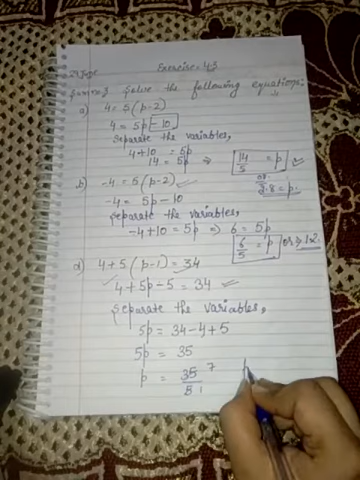 Exercise - 4.3
Sum no 3 Solve the following equations:
a) 4 = 5(p-2)
4 = 5p - 10
Separate the variables,
4+10 = 5p
14 = 5p ⇒ 14/5 = p
or
2.8 = p
b) -4 = 5(p-2)
-4 = 5p - 10
Separate the variables,
-4+10 = 5p ⇒ 6 = 5p
6/5 = p or 1.2
d) 4+5(p-1) = 34
4+5p-5 = 34
Separate the variables,
5p = 34-4+5
5p = 35
p = 35/5 7 1